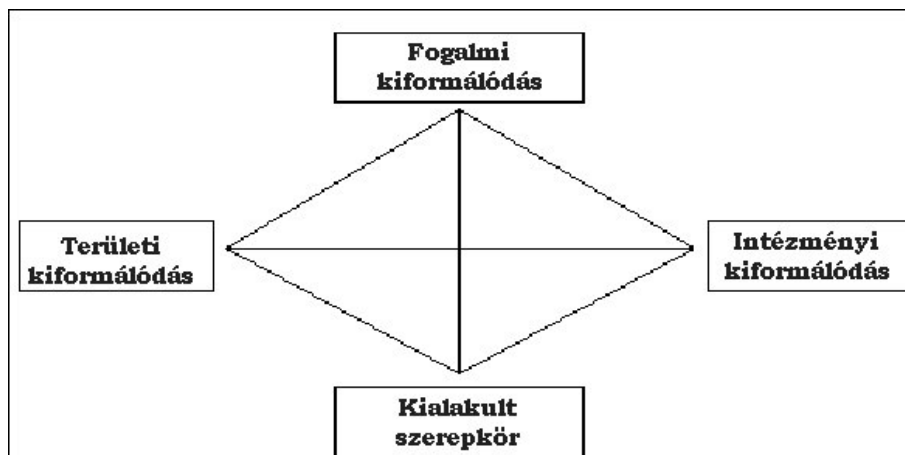 Fogalmi
kiformálódás
Területi
kiformálódás
Intézményi
kiformálódás
Kialakult
szerepkör